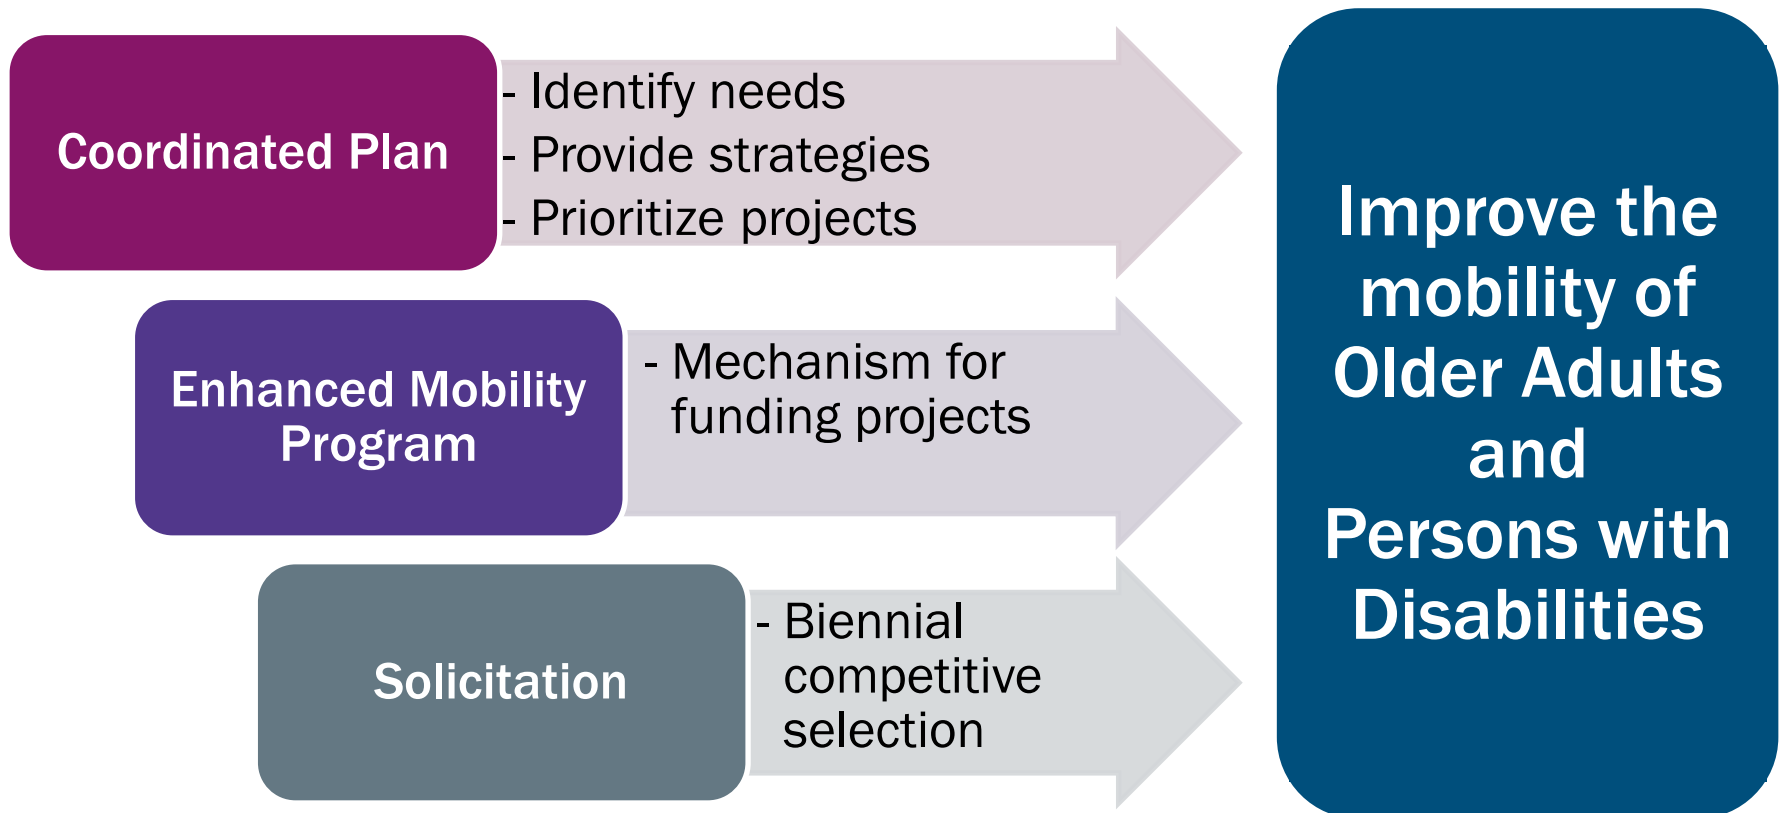 Coordinated Plan
- Identify needs
- Provide strategies
- Prioritize projects
Enhanced Mobility
Program
- Mechanism for
funding projects
Solicitation
- Biennial
competitive
selection
Improve the
mobility of
Older Adults
and
Persons with
Disabilities